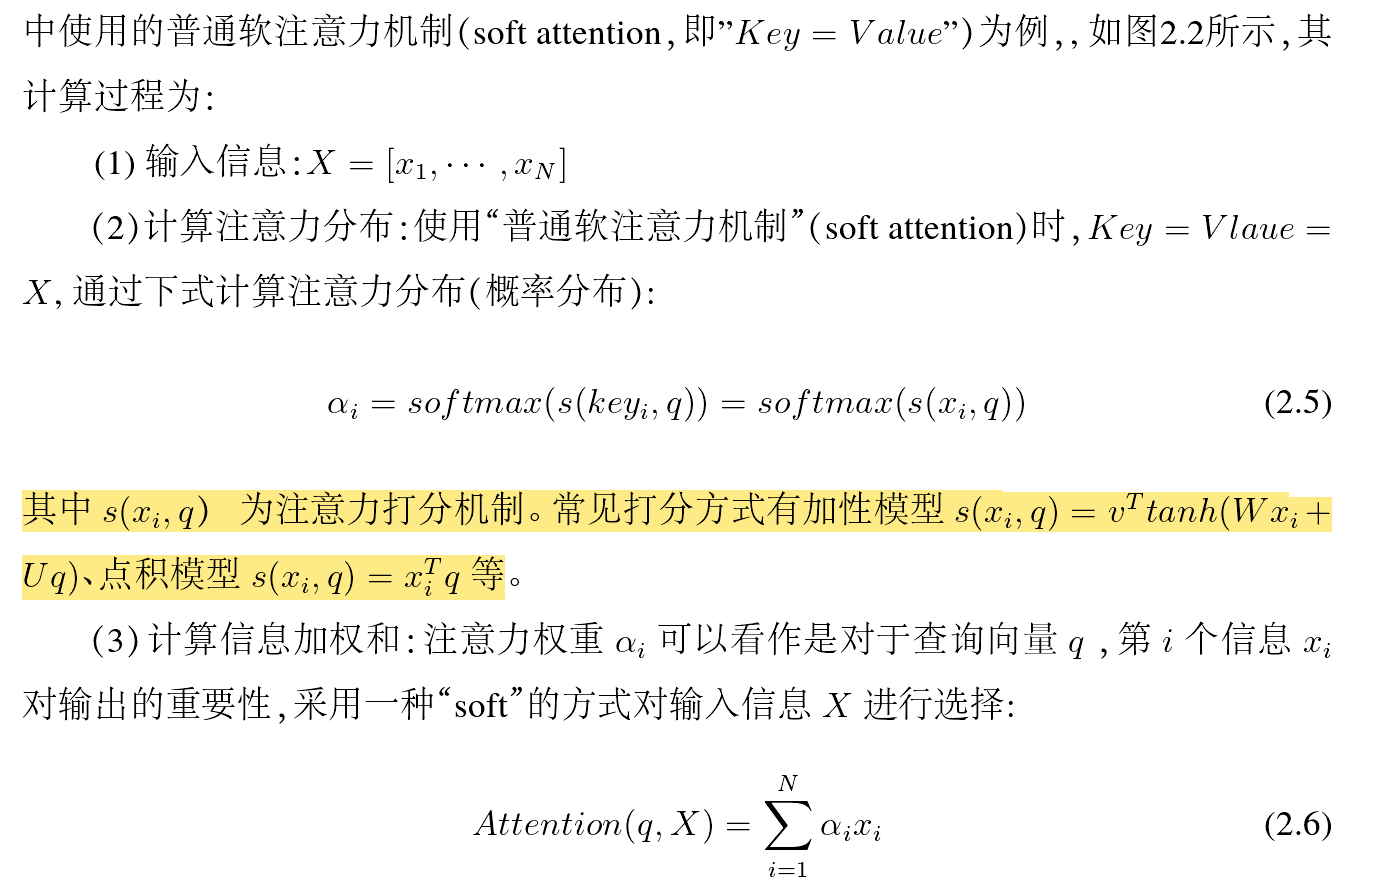 中使用的普通软注意力机制(soft attention,即”Key = Value”)为例,,如图2.2所示,其
计算过程为:
(1) 输入信息:X = [x₁, ··· , x_N]
(2)计算注意力分布:使用“普通软注意力机制”(soft attention)时,Key = Vlaue =
X,通过下式计算注意力分布(概率分布):
α_i = softmax(s(key_i, q)) = softmax(s(x_i, q)) (2.5)
其中 s(x_i, q) 为注意力打分机制。常见打分方式有加性模型 s(x_i, q) = v^T tanh(Wx_i +
Uq)、点积模型 s(x_i, q) = x_i^T q 等。
(3) 计算信息加权和:注意力权重 α_i 可以看作是对于查询向量 q ,第 i 个信息 x_i
对输出的重要性,采用一种“soft”的方式对输入信息 X 进行选择:
Attention(q, X) = ∑_{i=1}^{N} α_i x_i (2.6)